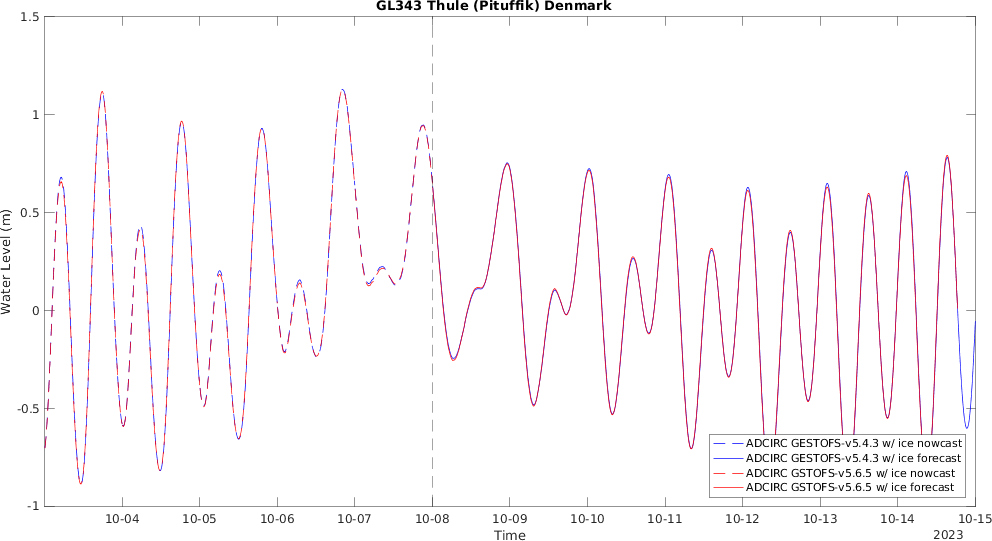 GL343 Thule (Pituffik) Denmark
1.5
1
0.5
0
-0.5
-1
Water Level (m)
ADCIRC GESTOFS-v5.4.3 w/ ice nowcast
ADCIRC GESTOFS-v5.4.3 w/ ice forecast
ADCIRC GSTOFS-v5.6.5 w/ ice nowcast
ADCIRC GSTOFS-v5.6.5 w/ ice forecast
10-04 10-05 10-06 10-07 10-08 10-09 10-10 10-11 10-12 10-13 10-14 10-15
Time
2023